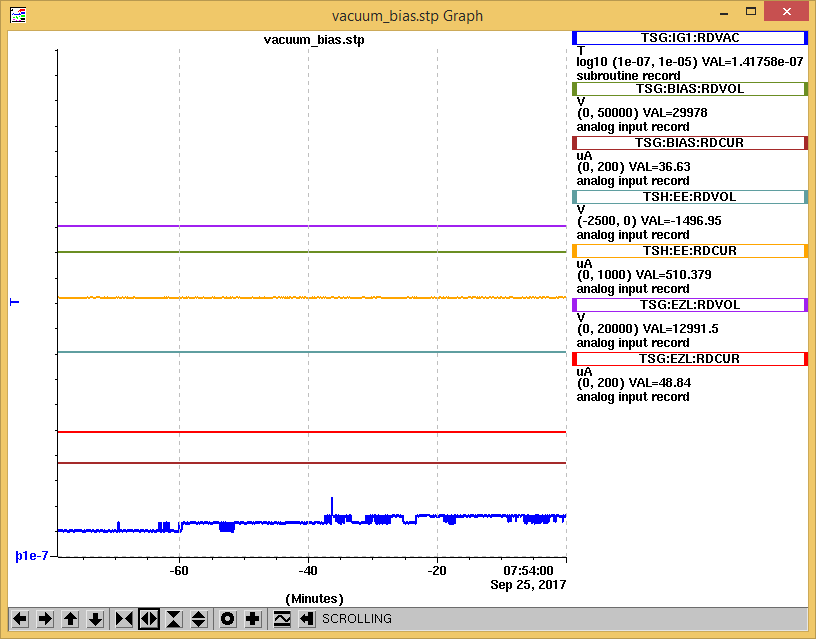 vacuum_bias.stp Graph
vacuum_bias.stp
T
þ1e-7
-60
-40
-20
07:54:00
Sep 25, 2017
(Minutes)
TSG:IG1:RDVAC
T
log10 (1e-07, 1e-05) VAL=1.41758e-07
subroutine record
TSG:BIAS:RDVOL
V
(0, 50000) VAL=29978
analog input record
TSG:BIAS:RDCUR
uA
(0, 200) VAL=36.63
analog input record
TSH:EE:RDVOL
V
(-2500, 0) VAL=-1496.95
analog input record
TSH:EE:RDCUR
uA
(0, 1000) VAL=510.379
analog input record
TSG:EZL:RDVOL
V
(0, 20000) VAL=12991.5
analog input record
TSG:EZL:RDCUR
uA
(0, 200) VAL=48.84
analog input record
SCROLLING